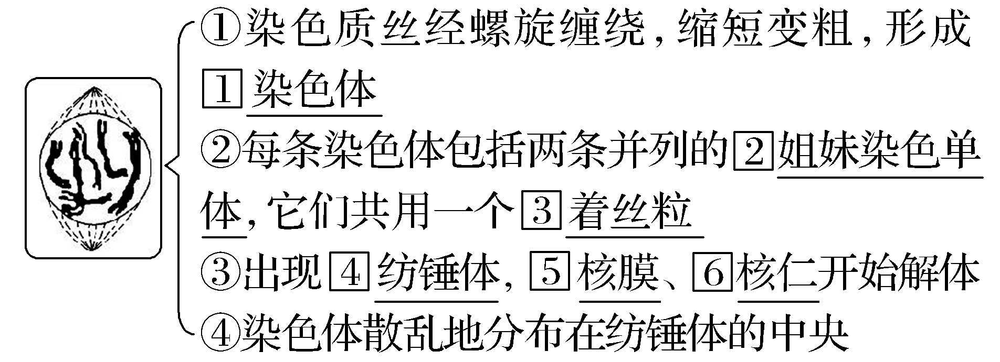 ①染色质丝经螺旋缠绕,缩短变粗,形成
1 染色体
②每条染色体包括两条并列的2姐妹染色单
体,它们共用一个3着丝粒
③出现4纺锤体,5核膜、6核仁开始解体
④染色体散乱地分布在纺锤体的中央